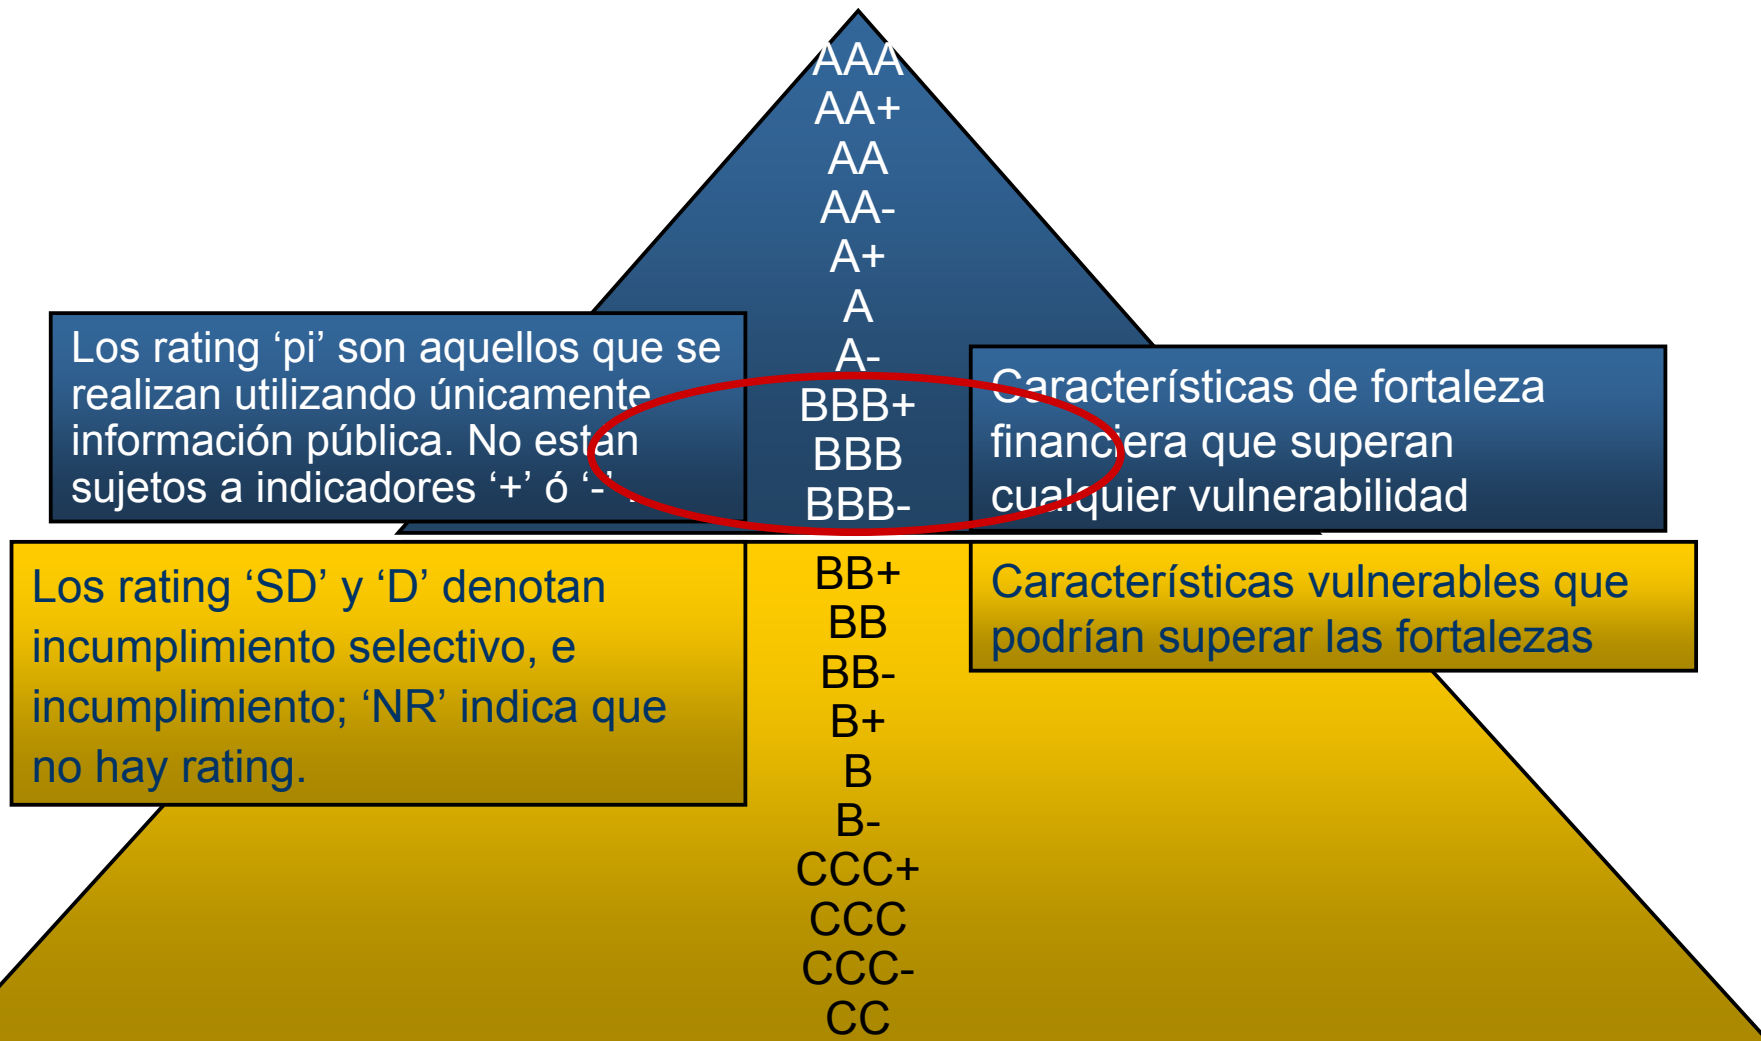 AAA
AA+
AA
AA-
A+
A
A-
BBB+
BBB
BBB-
Los rating ‘pi’ son aquellos que se
realizan utilizando únicamente
información pública. No están
sujetos a indicadores ‘+’ ó ‘-’ .
Características de fortaleza
financiera que superan
cualquier vulnerabilidad
Los rating ‘SD’ y ‘D’ denotan
incumplimiento selectivo, e
incumplimiento; ‘NR’ indica que
no hay rating.
BB+
BB
BB-
B+
B
B-
CCC+
CCC
CCC-
CC
Características vulnerables que
podrían superar las fortalezas